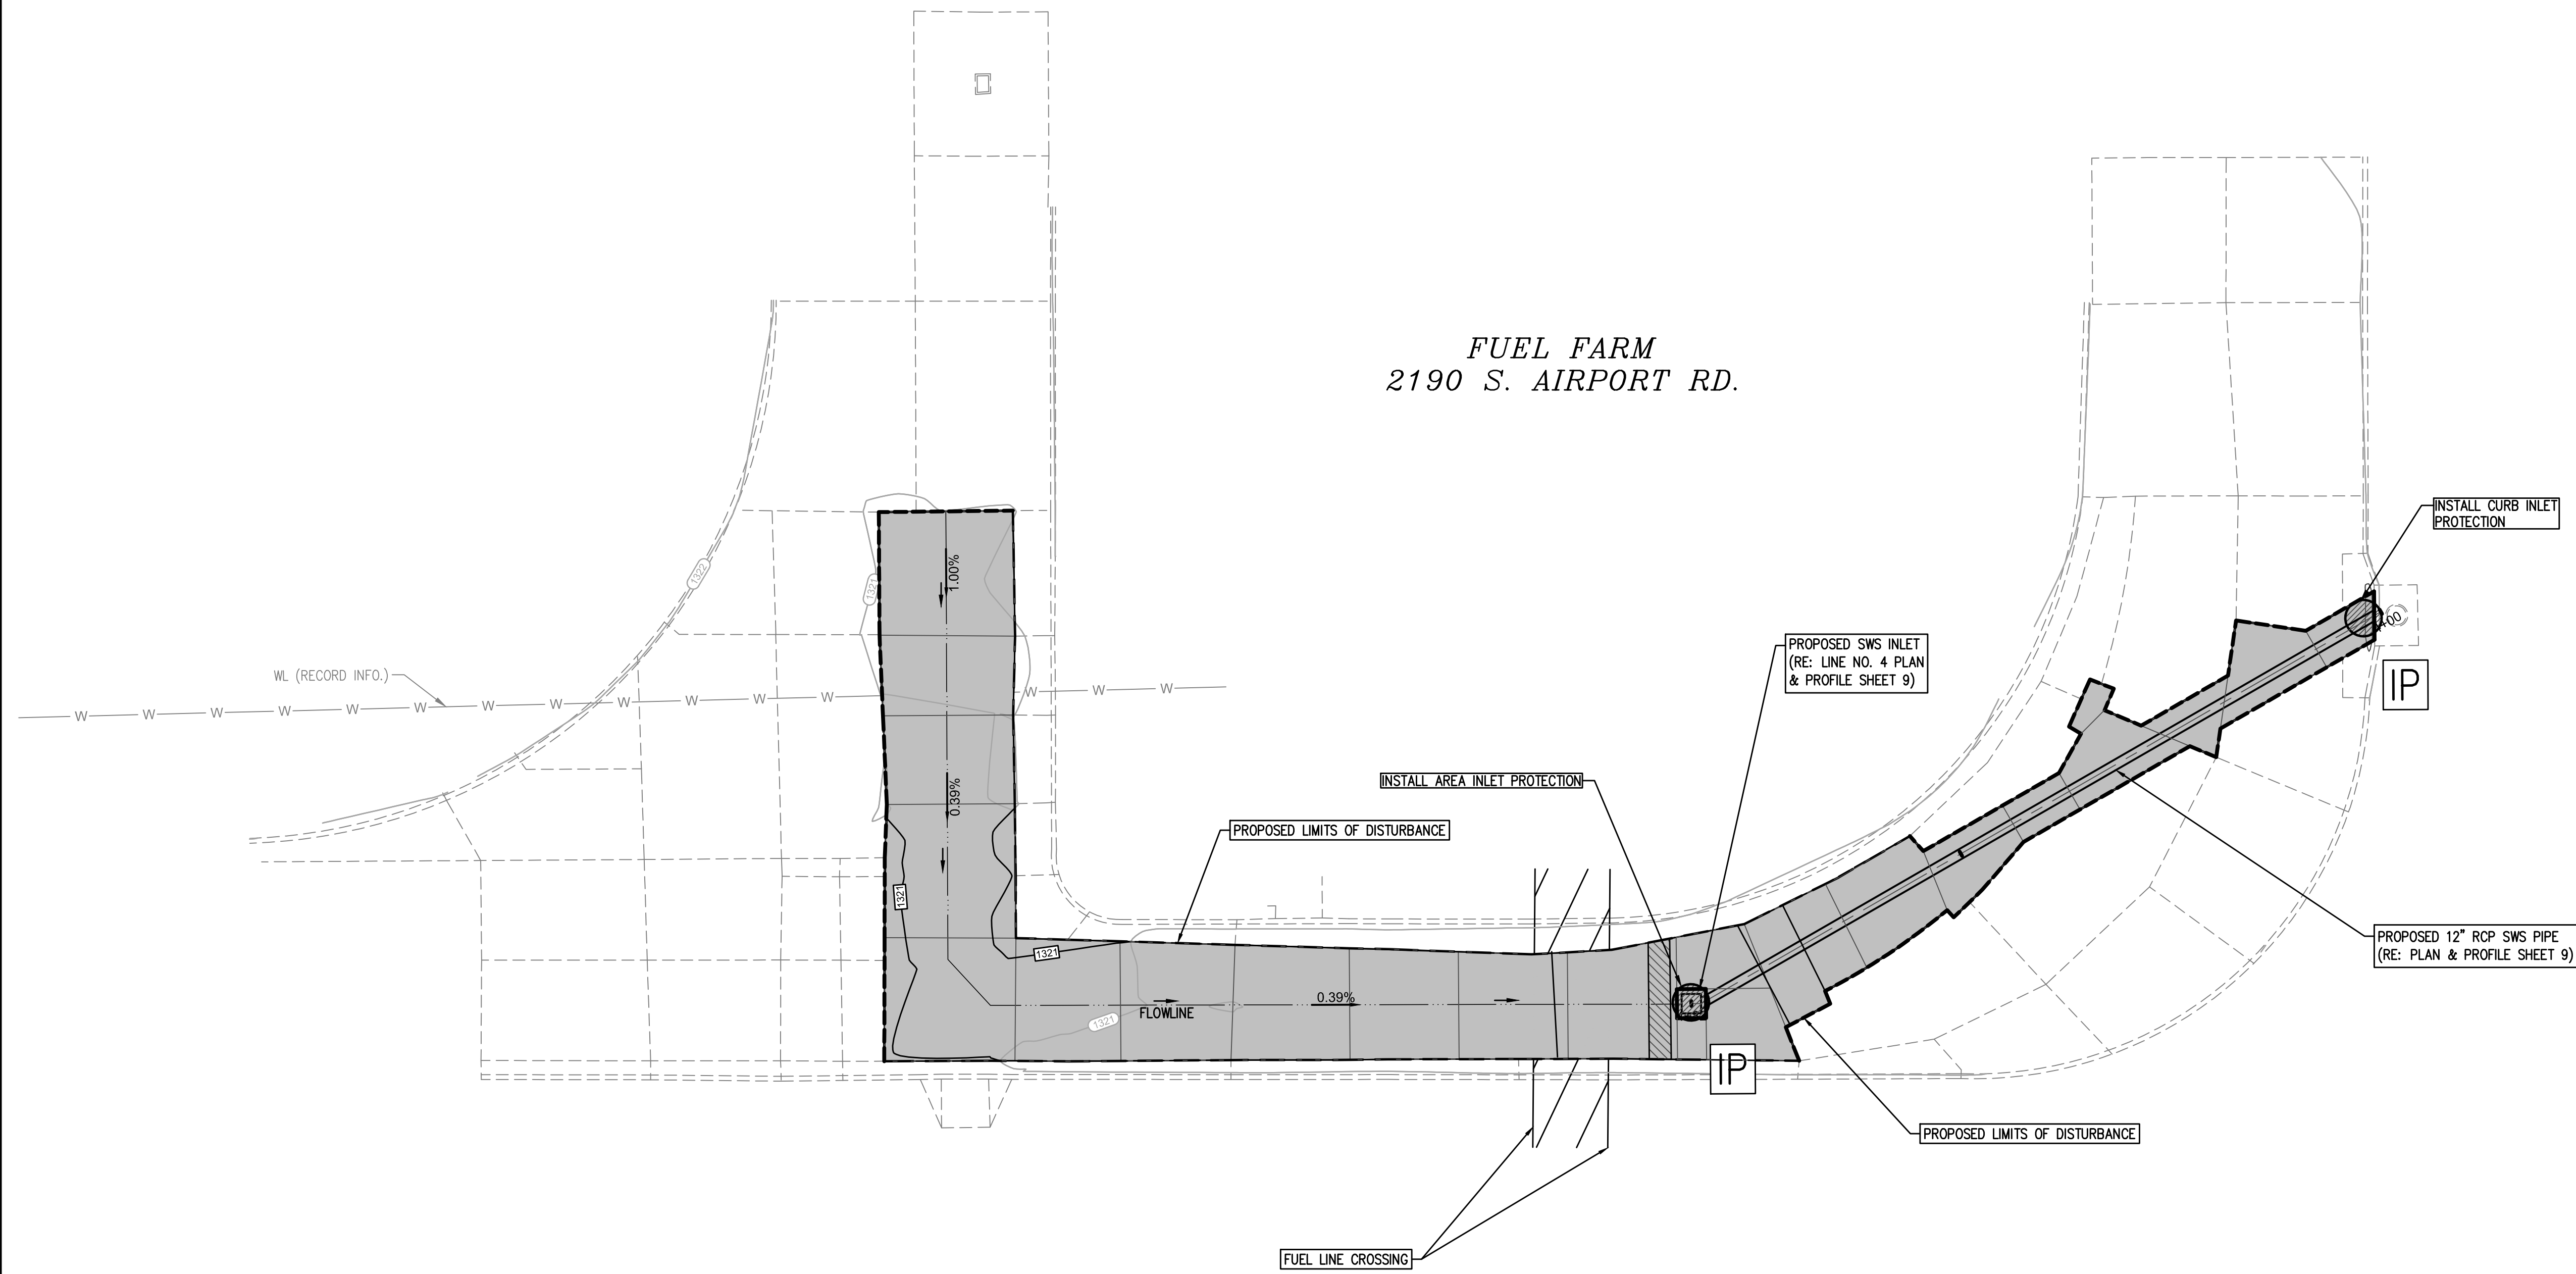 FUEL FARM
2190 S. AIRPORT RD.
INSTALL CURB INLET
PROTECTION
1.00%
1322
1321
1+00
PROPOSED SWS INLET
(RE: LINE NO. 4 PLAN
& PROFILE SHEET 9)
WL (RECORD INFO.)
IP
W W W W W W W W W W W W W W W
INSTALL AREA INLET PROTECTION
0.39%
PROPOSED LIMITS OF DISTURBANCE
1321
PROPOSED 12" RCP SWS PIPE
(RE: PLAN & PROFILE SHEET 9)
1321
0.39%
FLOWLINE
1321
IP
PROPOSED LIMITS OF DISTURBANCE
FUEL LINE CROSSING